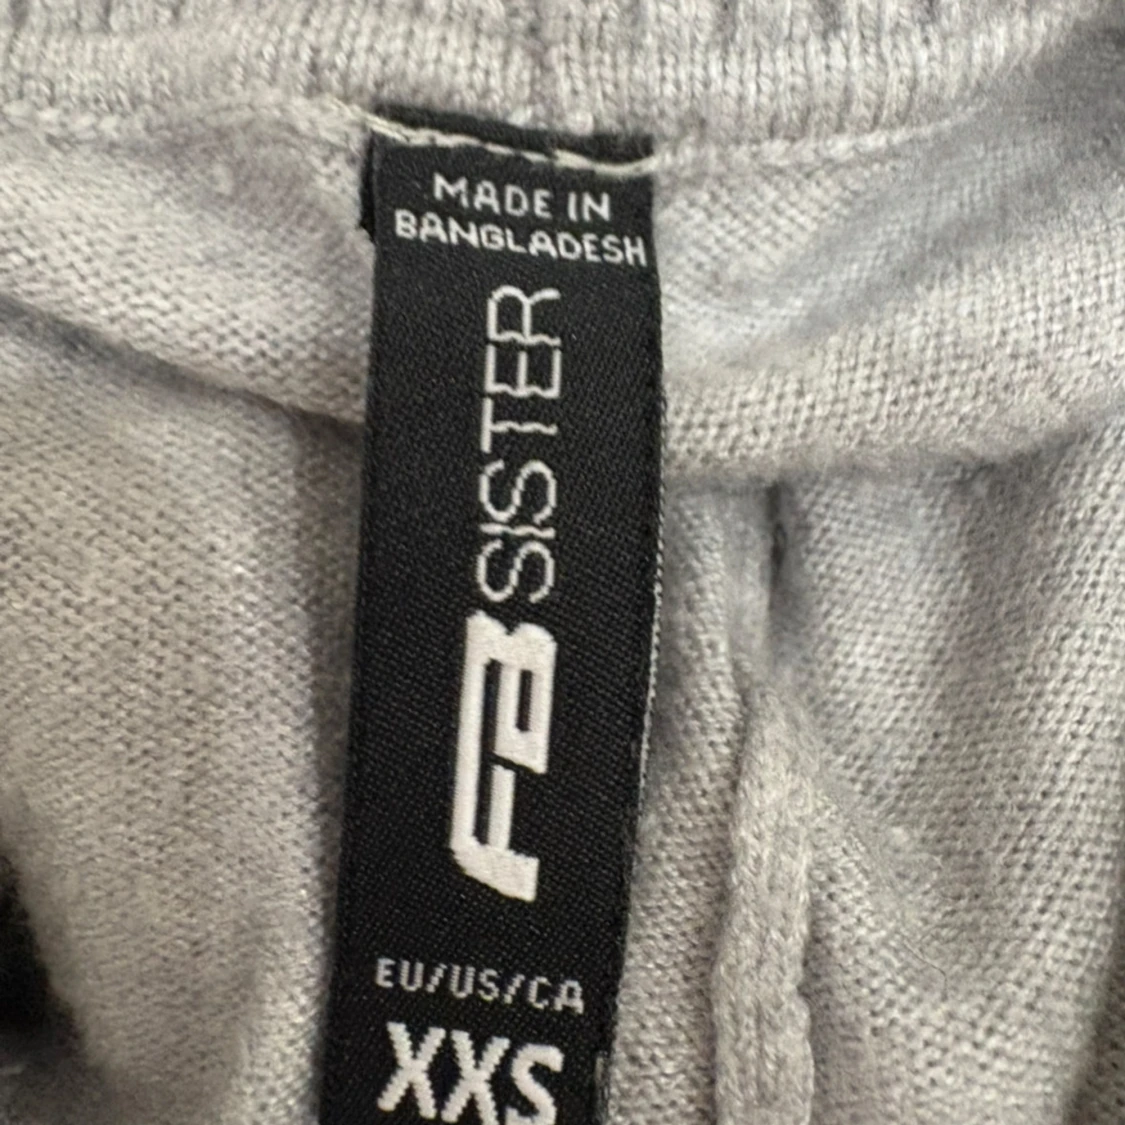 MADE IN
BANGLADESH
FB SISTER
EU/US/CA
XXS